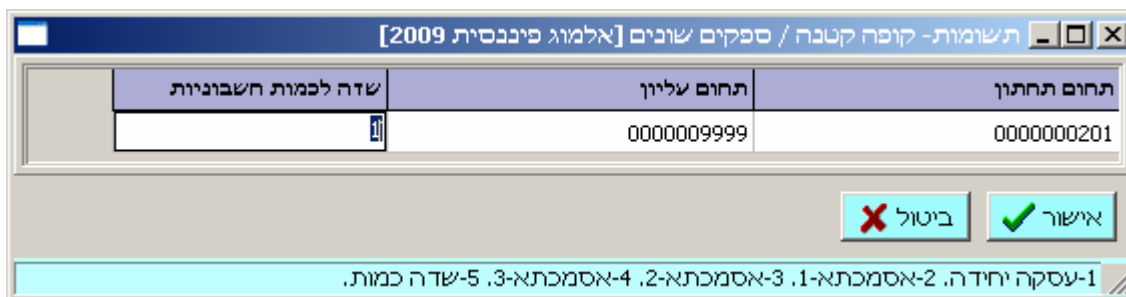 תשומות- קופה קטנה / ספקים שונים [אלמוג פיננסית 2009]
תחום תחתון תחום עליון שדה לכמות חשבוניות
0000000201 0000009999 1
אישור ביטול
1-עסקה יחידה. 2-אסמכתא-1. 3-אסמכתא-2. 4-אסמכתא-3. 5-שדה כמות.